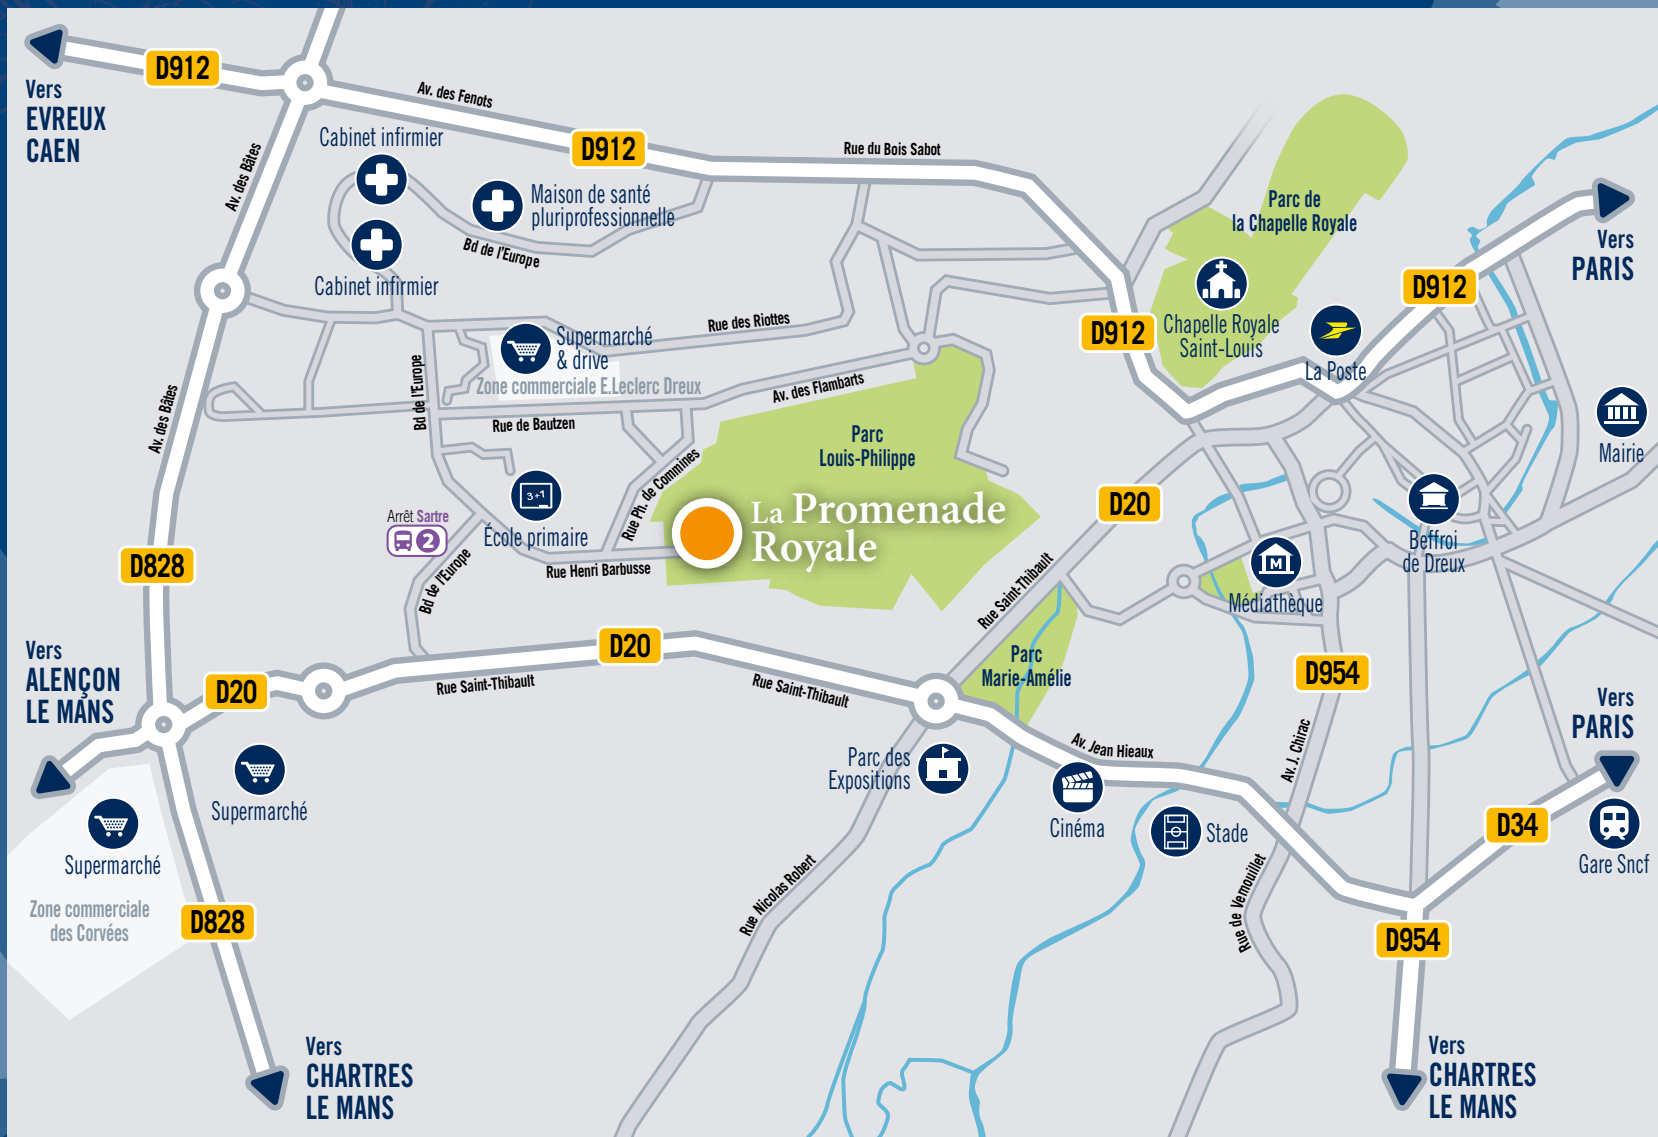 D912
Vers
EVREUX
CAEN
Av. des Fenots
Cabinet infirmier
D912
Rue du Bois Sabot
Av. des Bâtes
Maison de santé
pluriprofessionnelle
Bd de l'Europe
Cabinet infirmier
Parc de
la Chapelle Royale
Vers
PARIS
D912
D912
Chapelle Royale
Saint-Louis
La Poste
Rue des Riottes
Supermarché
& drive
Zone commerciale E.Leclerc Dreux
Av. des Flambarts
Bd de l'Europe
Av. des Bâtes
Rue de Bautzen
Parc
Louis-Philippe
Mairie
Rue Ph. de Commines
3+1
École primaire
Arrêt Sartre
2
La Promenade
Royale
D20
Beffroi
de Dreux
D828
Bd de l'Europe
Rue Henri Barbusse
Rue Saint-Thibault
M
Médiathèque
Vers
ALENÇON
LE MANS
D20
D20
Rue Saint-Thibault
Rue Saint-Thibault
Parc
Marie-Amélie
D954
Vers
PARIS
Av. J. Chirac
Parc des
Expositions
Av. Jean Hieaux
Cinéma
Stade
D34
Gare Sncf
Supermarché
Supermarché
Zone commerciale
des Corvées
D828
Rue Nicolas Robert
Rue de Vernouillet
D954
Vers
CHARTRES
LE MANS
Vers
CHARTRES
LE MANS